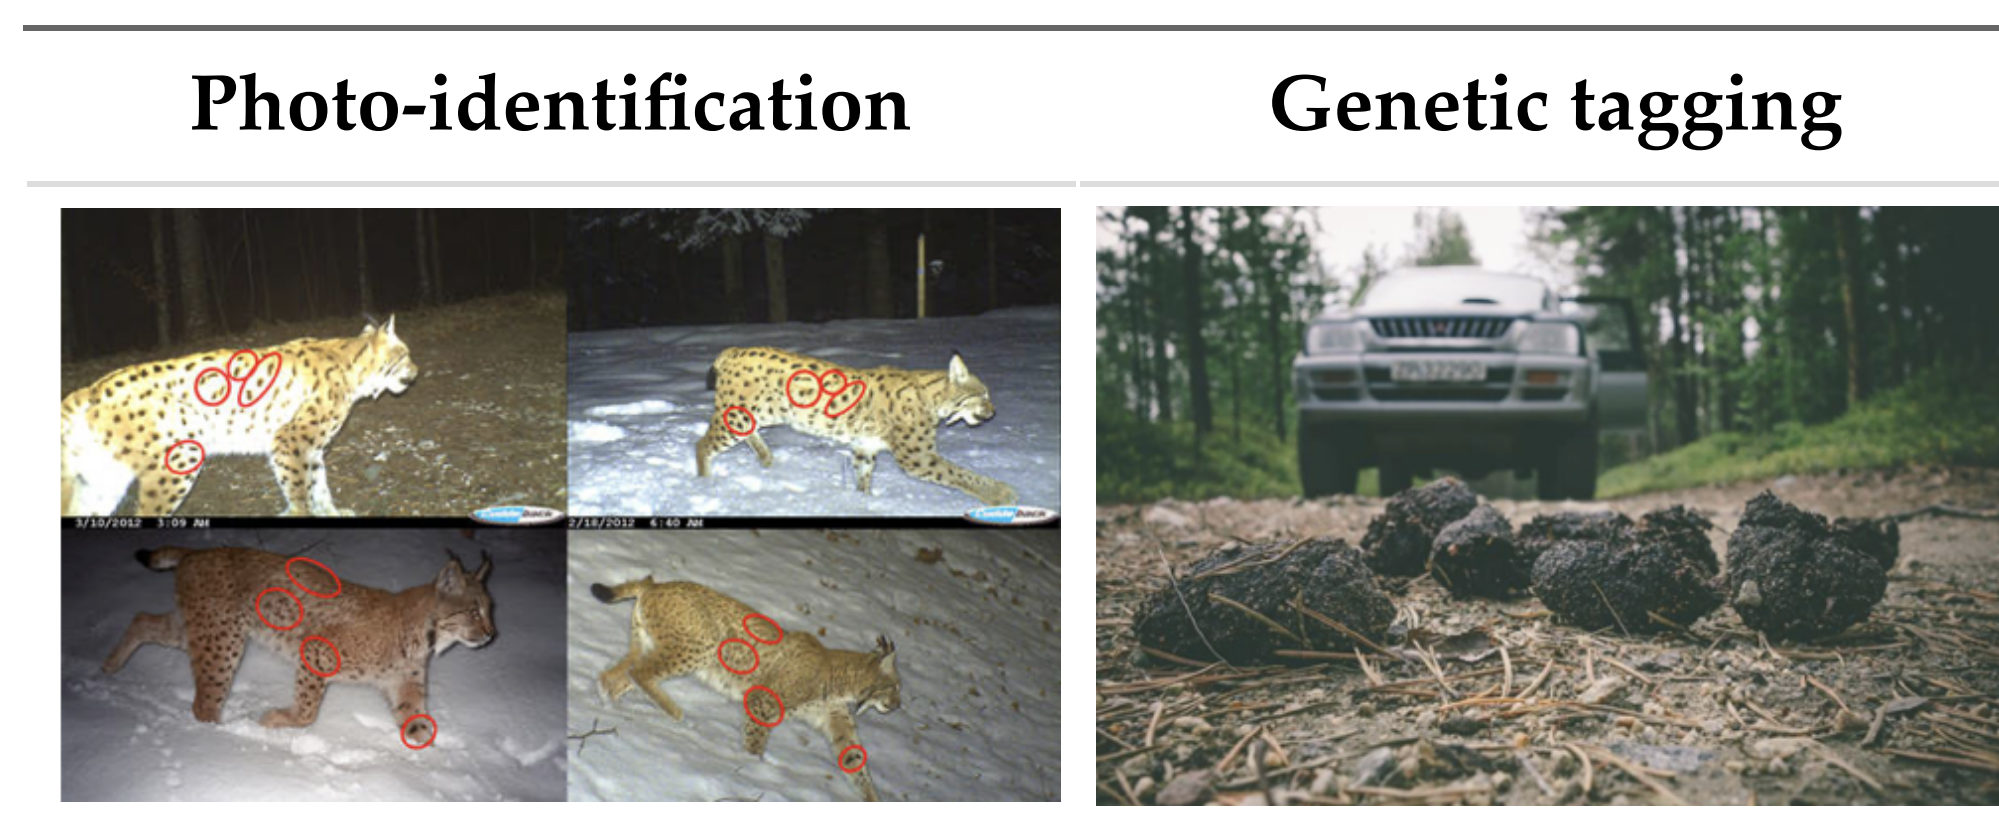 Photo-identification
Genetic tagging
3/10/2012 3:09 AM
2/18/2012 6:40 AM